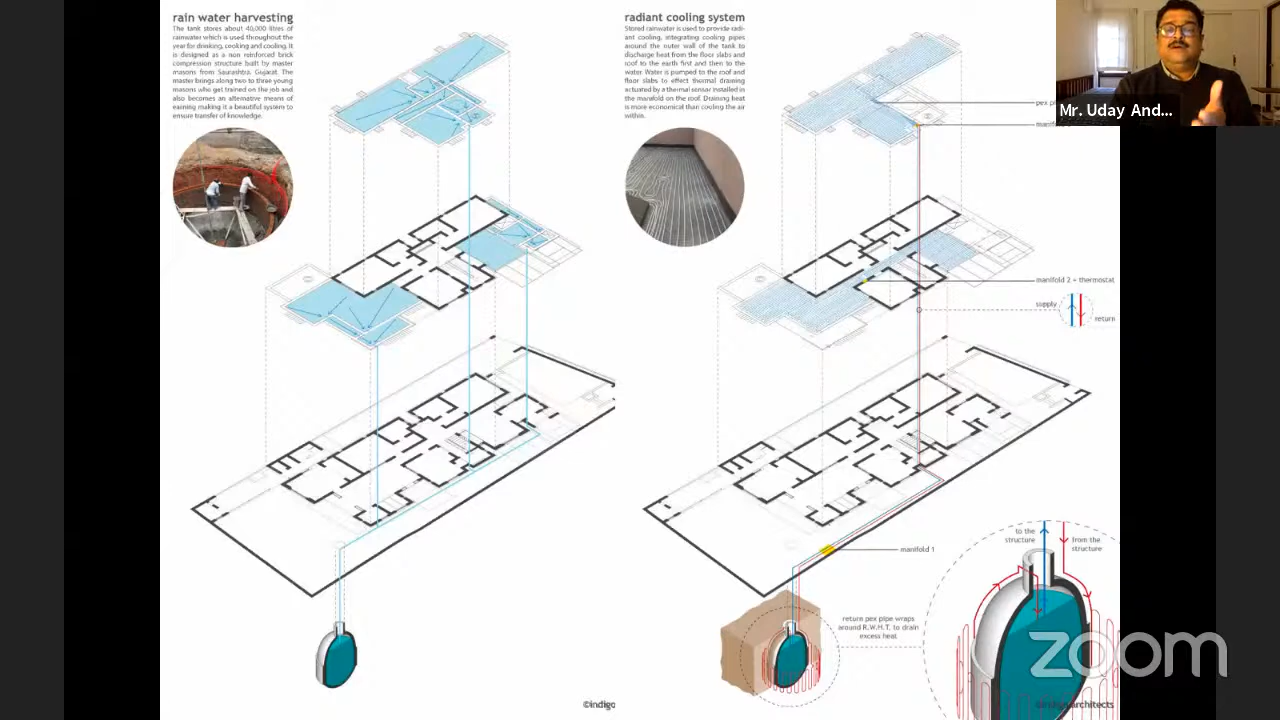 rain water harvesting
The tank stores about 40,000 litres of
rainwater which is used throughout the
year for drinking, cooking and cooling. It
is designed as a non reinforced brick
compression structure built by master
masons from Saurashtra, Gujarat. The
master brings along two to three young
masons who get trained on the job and
also becomes an alternative means of
earning making it a beautiful system to
ensure transfer of knowledge.
radiant cooling system
Stored rainwater is used to provide radi-
ant cooling, integrating cooling pipes
around the outer wall of the tank to
discharge heat from the floor slabs and
roof to the earth first and then to the
water. Water is pumped to the roof and
floor slabs to effect thermal draining
actuated by a thermal sensor installed in
the manifold on the roof. Draining heat
is more economical than cooling the air
within.
Mr. Uday And...
pex p
manifold 2 + thermostat
supply
return
to the
structure
from the
structure
manifold 1
return pex pipe wraps
around R.W.H.T. to drain
excess heat
zoom
©indigo
architects